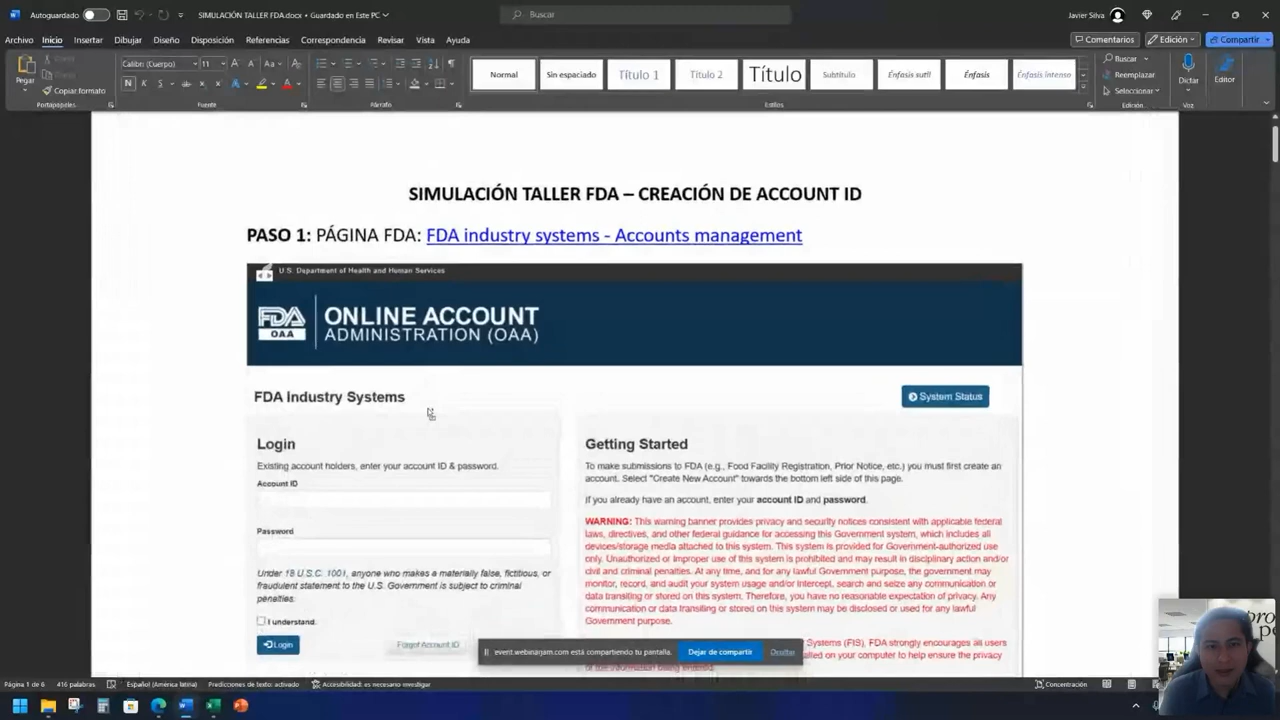 Autoguardado
SIMULACIÓN TALLER FDA.docx • Guardado en Este PC
Buscar
Javier Silva
Archivo Inicio Insertar Dibujar Diseño Disposición Referencias Correspondencia Revisar Vista Ayuda
Comentarios Edición Compartir
Pegar
Copiar formato
Portapapeles
Calibri (Cuerpo) 11
Fuente
Párrafo
Normal Sin espaciado Título 1 Título 2 Título Subtítulo Énfasis sutil Énfasis Énfasis intenso
Estilos
Buscar
Reemplazar
Seleccionar
Edición
Dictar
Voz
Editor
SIMULACIÓN TALLER FDA – CREACIÓN DE ACCOUNT ID
PASO 1: PÁGINA FDA: FDA industry systems - Accounts management
U.S. Department of Health and Human Services
FDA
OAA
ONLINE ACCOUNT
ADMINISTRATION (OAA)
FDA Industry Systems
System Status
Login
Existing account holders, enter your account ID & password.
Account ID
Password
Under 18 U.S.C. 1001, anyone who makes a materially false, fictitious, or
fraudulent statement to the U.S. Government is subject to criminal
penalties.
I understand.
Login
Forgot Account ID
Getting Started
To make submissions to FDA (e.g., Food Facility Registration, Prior Notice, etc.) you must first create an
account. Select "Create New Account" towards the bottom left side of this page.
If you already have an account, enter your account ID and password.
WARNING: This warning banner provides privacy and security notices consistent with applicable federal
laws, directives, and other federal guidance for accessing this Government system, which includes all
devices/storage media attached to this system. This system is provided for Government-authorized use
only. Unauthorized or improper use of this system is prohibited and may result in disciplinary action and/or
civil and criminal penalties. At any time, and for any lawful Government purpose, the government may
monitor, record, and audit your system usage and/or intercept, search and seize any communication or
data transiting or stored on this system. Therefore, you have no reasonable expectation of privacy. Any
communication or data transiting or stored on this system may be disclosed or used for any lawful
Government purpose.
Systems (FIS), FDA strongly encourages all users
alled on your computer to help ensure the privacy
event.webinarjam.com está compartiendo tu pantalla.
Dejar de compartir
Ocultar
Página 1 de 6 416 palabras Español (América latina) Predicciones de texto: activado Accesibilidad: es necesario investigar
Concentración